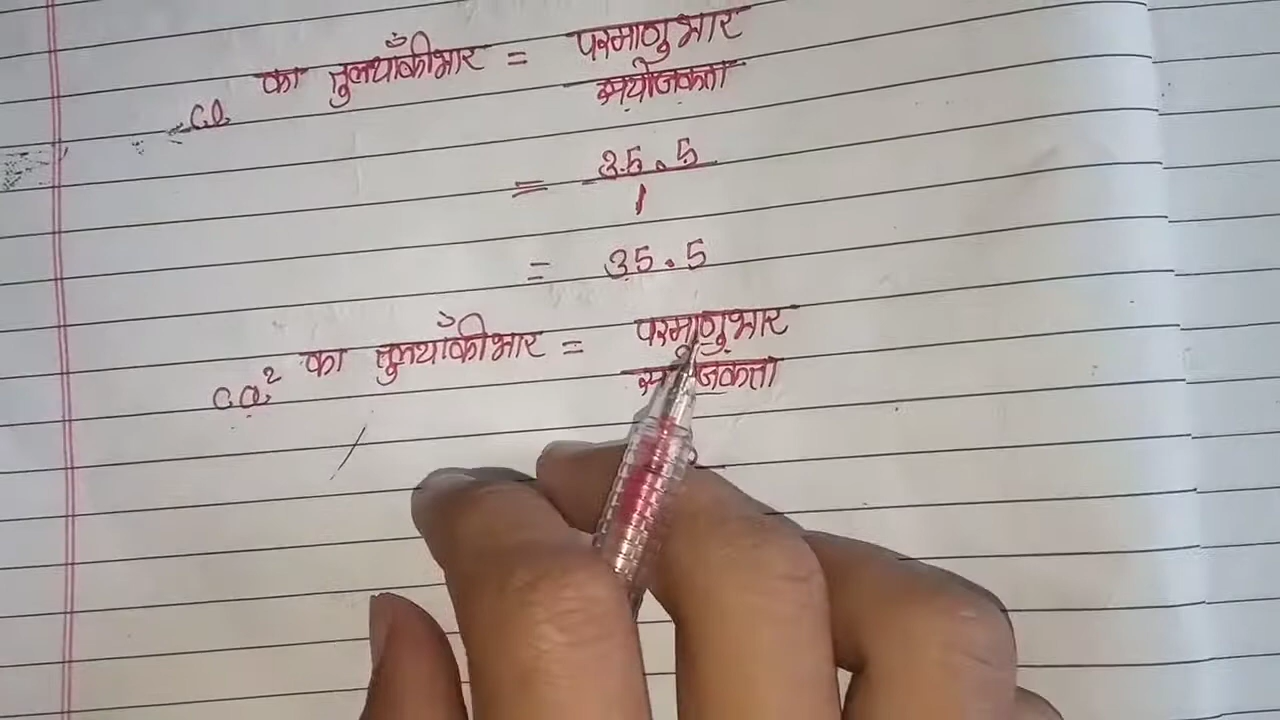 Cl का तुल्याँकीभार = परमाणु भार
संयोजकता
= 35.5
1
= 35.5
Ca² का तुल्याँकीभार = परमाणुभार